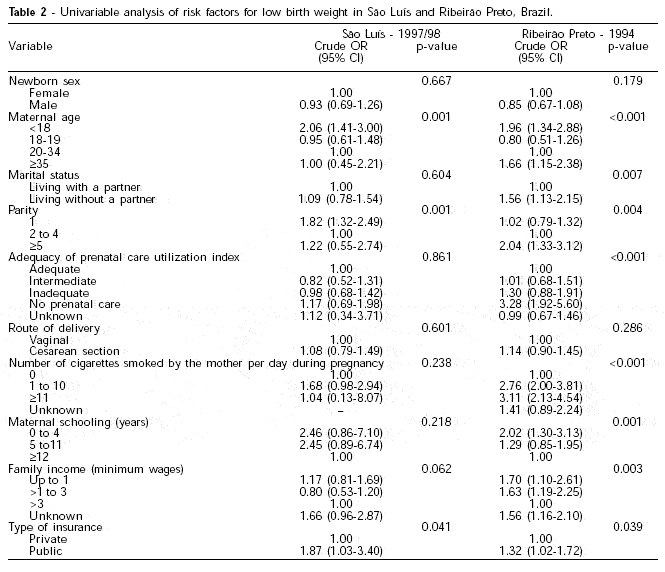 Table 2 - Univariable analysis of risk factors for low birth weight in São Luís and Ribeirão Preto, Brazil.
São Luís - 1997/98 Ribeirão Preto - 1994
Variable Crude OR p-value Crude OR p-value
(95% CI) (95% CI)
Newborn sex 0.667 0.179
Female 1.00 1.00
Male 0.93 (0.69-1.26) 0.85 (0.67-1.08)
Maternal age 0.001 <0.001
<18 2.06 (1.41-3.00) 1.96 (1.34-2.88)
18-19 0.95 (0.61-1.48) 0.80 (0.51-1.26)
20-34 1.00 1.00
≥35 1.00 (0.45-2.21) 1.66 (1.15-2.38)
Marital status 0.604 0.007
Living with a partner 1.00 1.00
Living without a partner 1.09 (0.78-1.54) 1.56 (1.13-2.15)
Parity 0.001 0.004
1 1.82 (1.32-2.49) 1.02 (0.79-1.32)
2 to 4 1.00 1.00
≥5 1.22 (0.55-2.74) 2.04 (1.33-3.12)
Adequacy of prenatal care utilization index 0.861 <0.001
Adequate 1.00 1.00
Intermediate 0.82 (0.52-1.31) 1.01 (0.68-1.51)
Inadequate 0.98 (0.68-1.42) 1.30 (0.88-1.91)
No prenatal care 1.17 (0.69-1.98) 3.28 (1.92-5.60)
Unknown 1.12 (0.34-3.71) 0.99 (0.67-1.46)
Route of delivery 0.601 0.286
Vaginal 1.00 1.00
Cesarean section 1.08 (0.79-1.49) 1.14 (0.90-1.45)
Number of cigarettes smoked by the mother per day during pregnancy 0.238 <0.001
0 1.00 1.00
1 to 10 1.68 (0.98-2.94) 2.76 (2.00-3.81)
≥11 1.04 (0.13-8.07) 3.11 (2.13-4.54)
Unknown – 1.41 (0.89-2.24)
Maternal schooling (years) 0.218 0.001
0 to 4 2.46 (0.86-7.10) 2.02 (1.30-3.13)
5 to11 2.45 (0.89-6.74) 1.29 (0.85-1.95)
≥12 1.00 1.00
Family income (minimum wages) 0.062 0.003
Up to 1 1.17 (0.81-1.69) 1.70 (1.10-2.61)
>1 to 3 0.80 (0.53-1.20) 1.63 (1.19-2.25)
>3 1.00 1.00
Unknown 1.66 (0.96-2.87) 1.56 (1.16-2.10)
Type of insurance 0.041 0.039
Private 1.00 1.00
Public 1.87 (1.03-3.40) 1.32 (1.02-1.72)